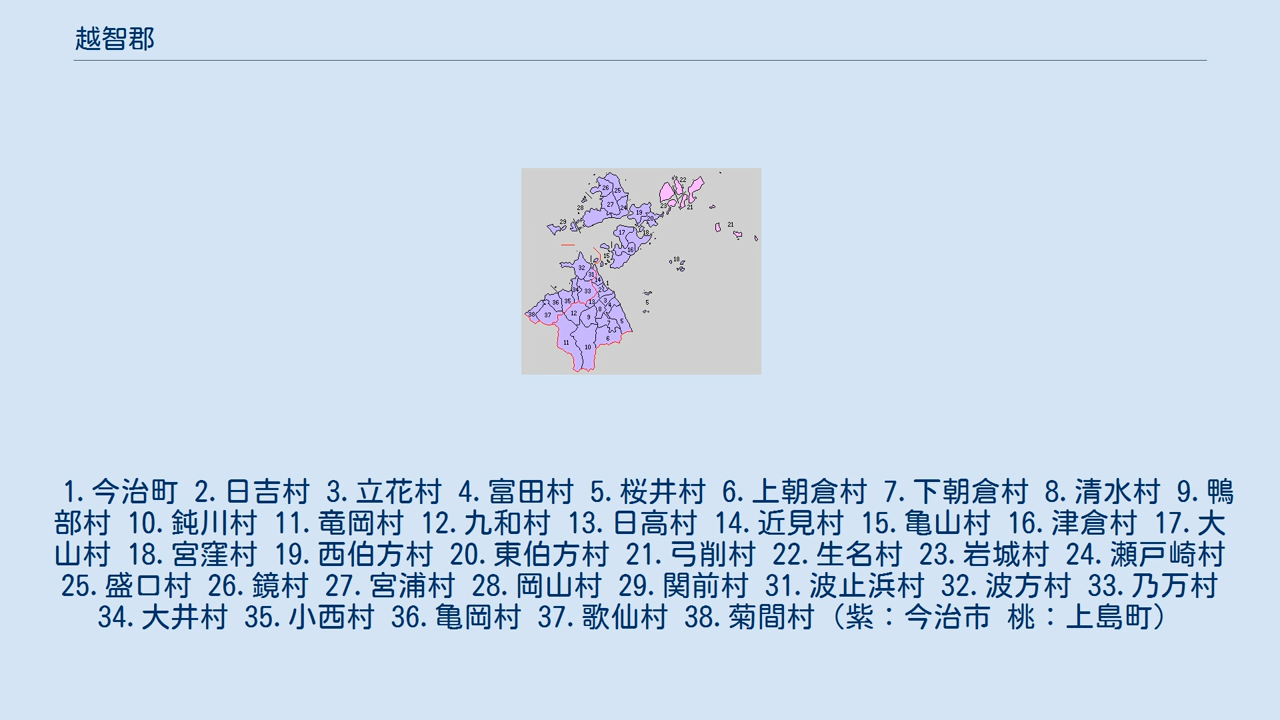 越智郡
1.今治町 2.日吉村 3.立花村 4.富田村 5.桜井村 6.上朝倉村 7.下朝倉村 8.清水村 9.鴨
部村 10.鈍川村 11.竜岡村 12.九和村 13.日高村 14.近見村 15.亀山村 16.津倉村 17.大
山村 18.宮窪村 19.西伯方村 20.東伯方村 21.弓削村 22.生名村 23.岩城村 24.瀬戸崎村
25.盛口村 26.鏡村 27.宮浦村 28.岡山村 29.関前村 31.波止浜村 32.波方村 33.乃万村
34.大井村 35.小西村 36.亀岡村 37.歌仙村 38.菊間村（紫：今治市 桃：上島町）